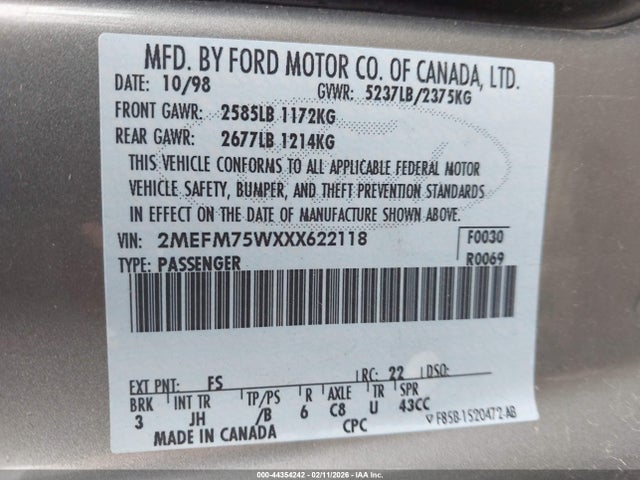 MFD. BY FORD MOTOR CO. OF CANADA, LTD.
DATE: 10/98 GVWR: 5237LB/2375KG
FRONT GAWR: 2585LB 1172KG
REAR GAWR: 2677LB 1214KG
THIS VEHICLE CONFORMS TO ALL APPLICABLE FEDERAL MOTOR
VEHICLE SAFETY, BUMPER, AND THEFT PREVENTION STANDARDS
IN EFFECT ON THE DATE OF MANUFACTURE SHOWN ABOVE.
VIN: 2MEFM75WXXX622118 F0030
TYPE: PASSENGER R0069
EXT PNT: FS RC: 22 DSO:
BRK INT TR TP/PS R AXLE TR SPR
3 JH /B 6 C8 U 43CC
MADE IN CANADA CPC
F85B-1520472-AB
000-44354242 - 02/11/2026 - IAA Inc.